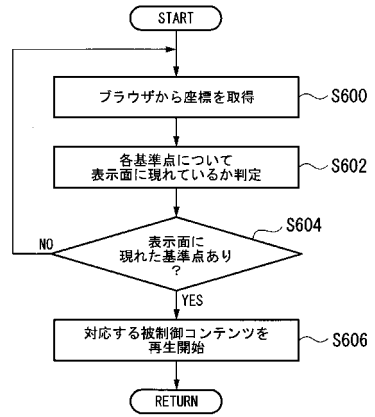 START
ブラウザから座標を取得
S600
各基準点について
表示面に現れているか判定
S602
S604
表示面に
現れた基準点あり
?
NO
YES
対応する被制御コンテンツを
再生開始
S606
RETURN